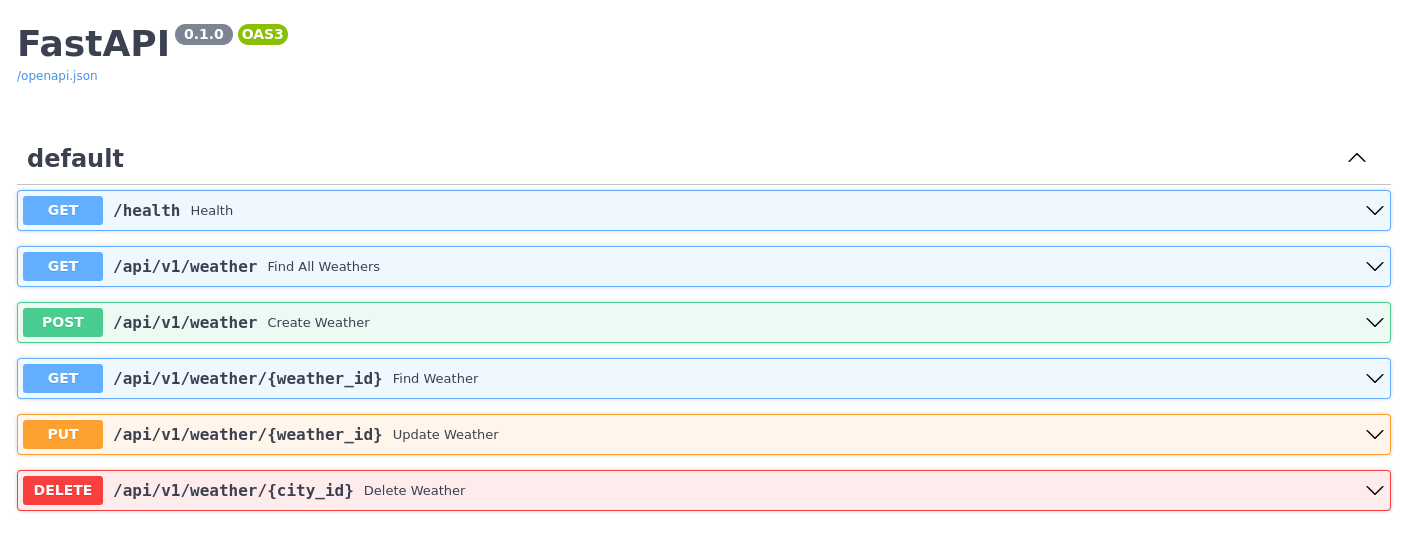 FastAPI 0.1.0 OAS3
/openapi.json
default
GET /health Health
GET /api/v1/weather Find All Weathers
POST /api/v1/weather Create Weather
GET /api/v1/weather/{weather_id} Find Weather
PUT /api/v1/weather/{weather_id} Update Weather
DELETE /api/v1/weather/{city_id} Delete Weather